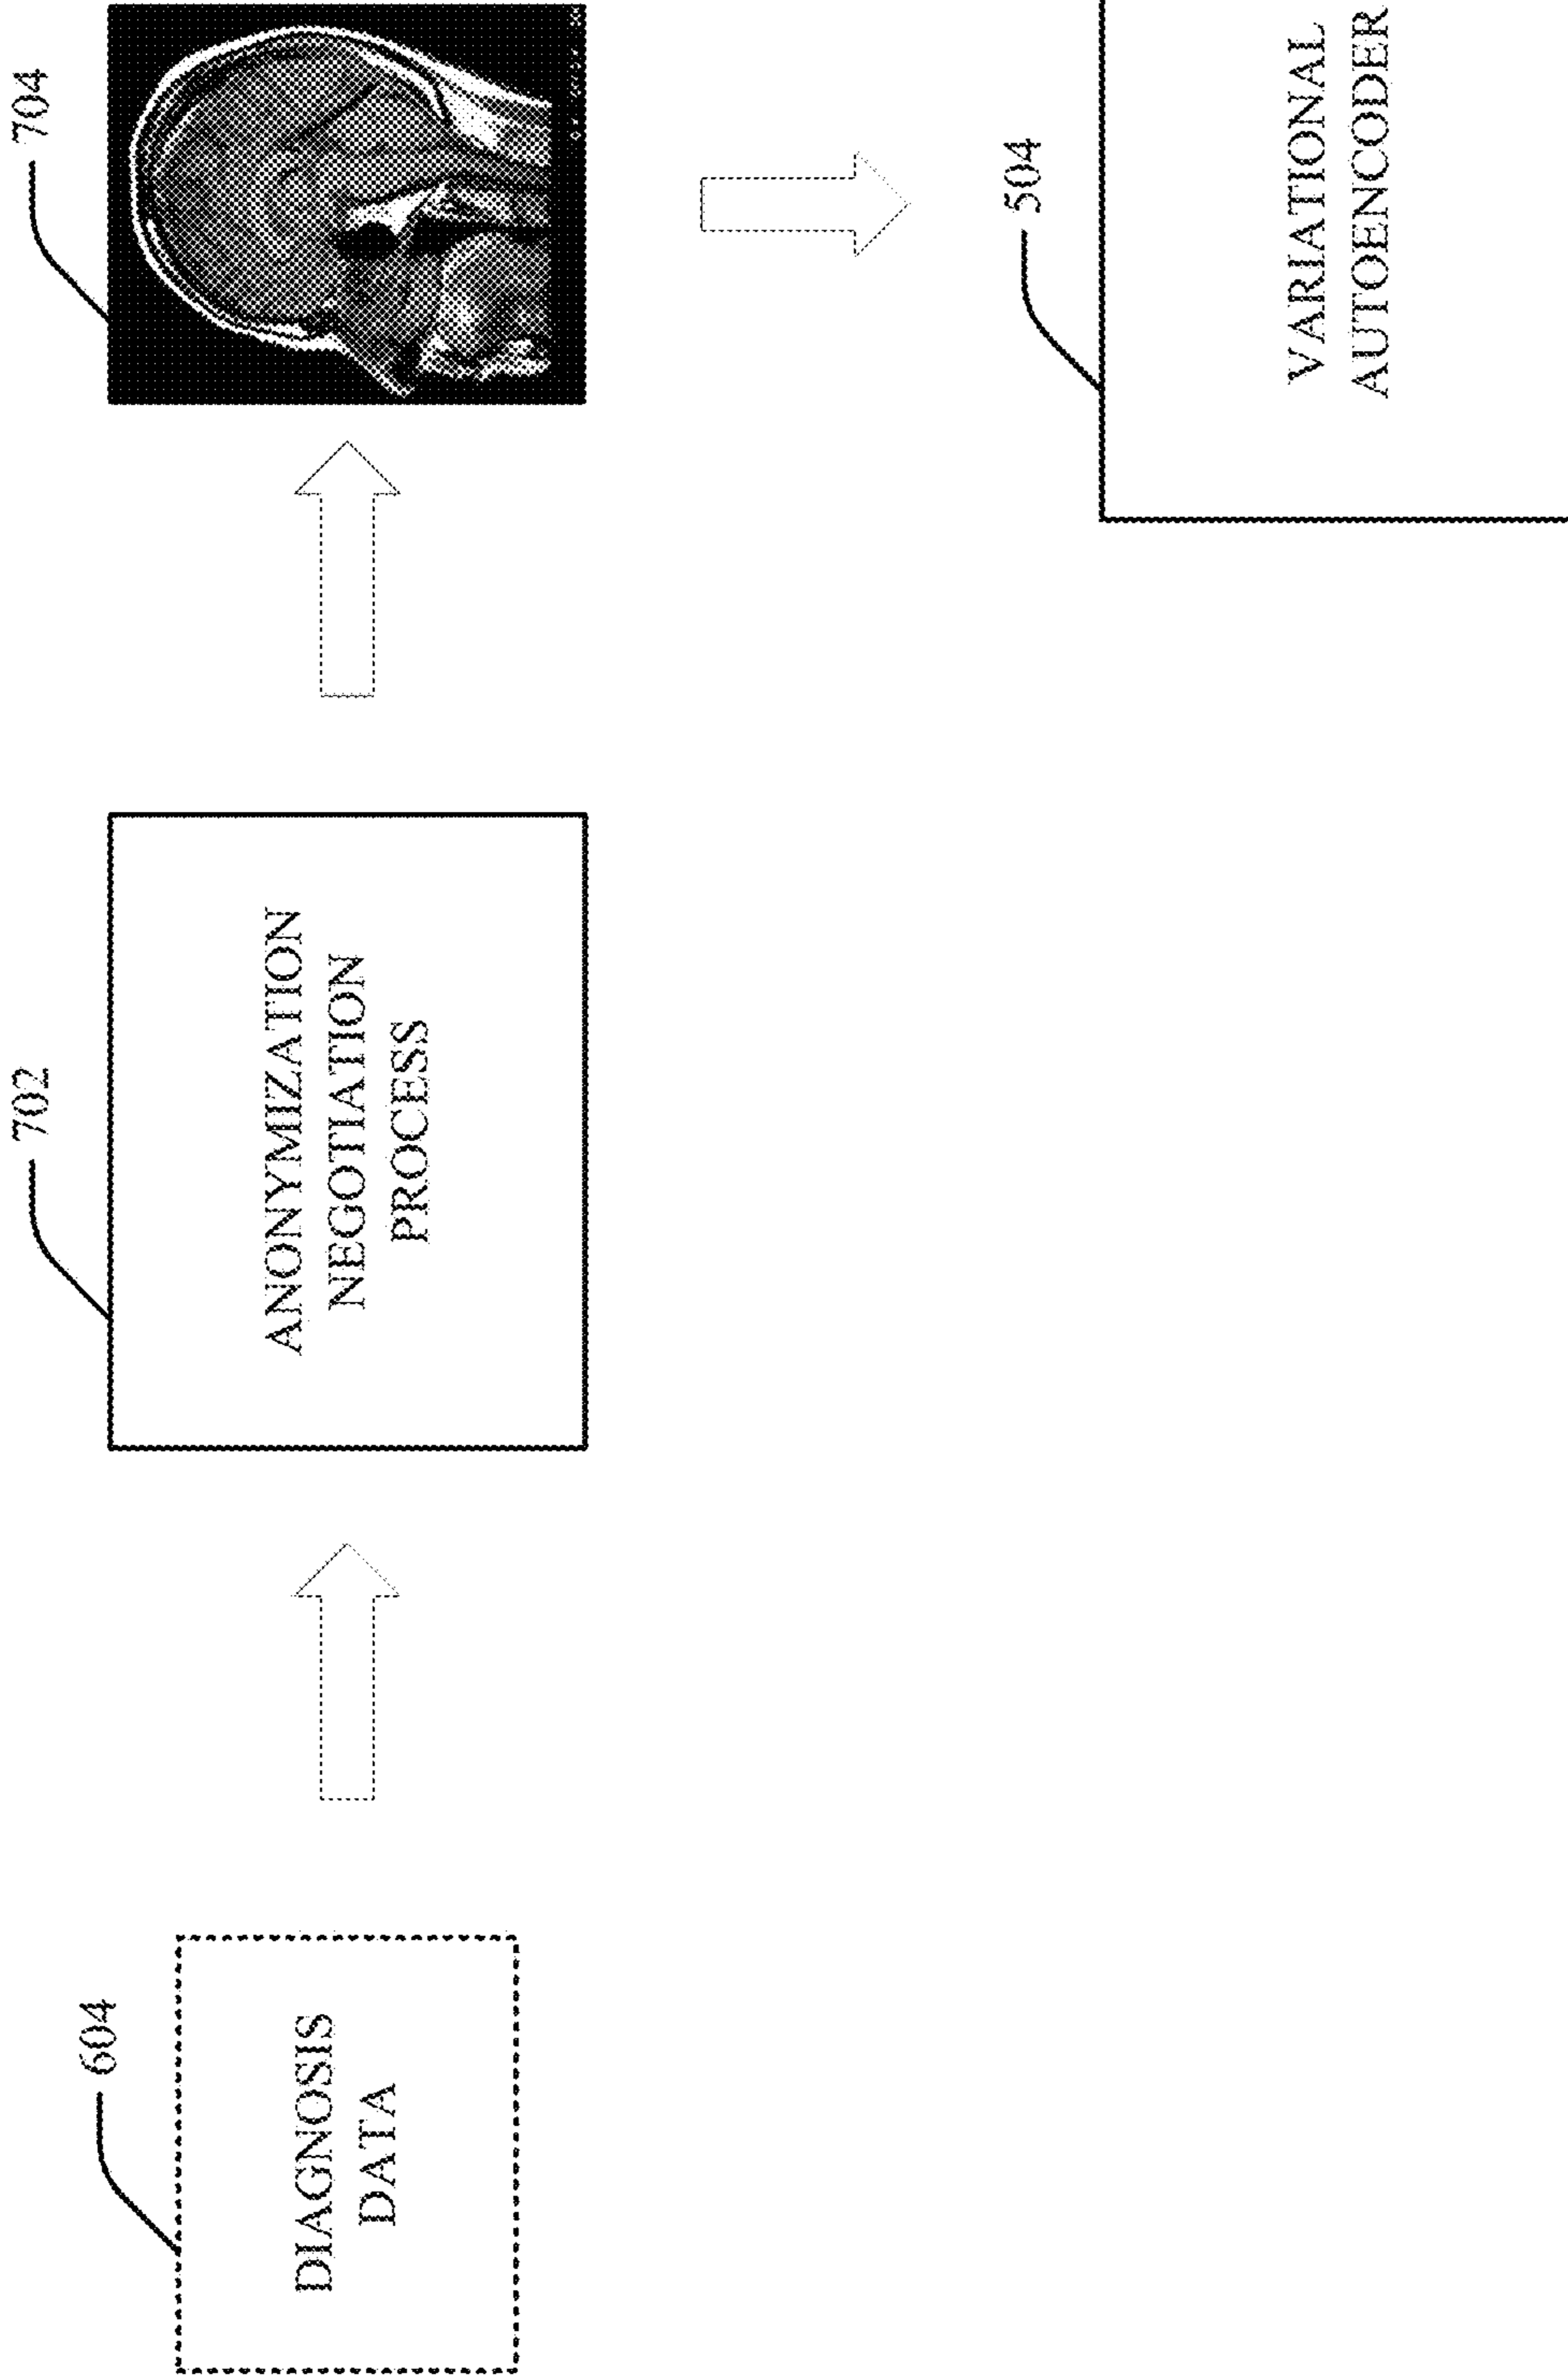 604
DIAGNOSIS
DATA
702
ANONYMIZATION
NEGOTIATION
PROCESS
704
504
VARIATIONAL
AUTOENCODER